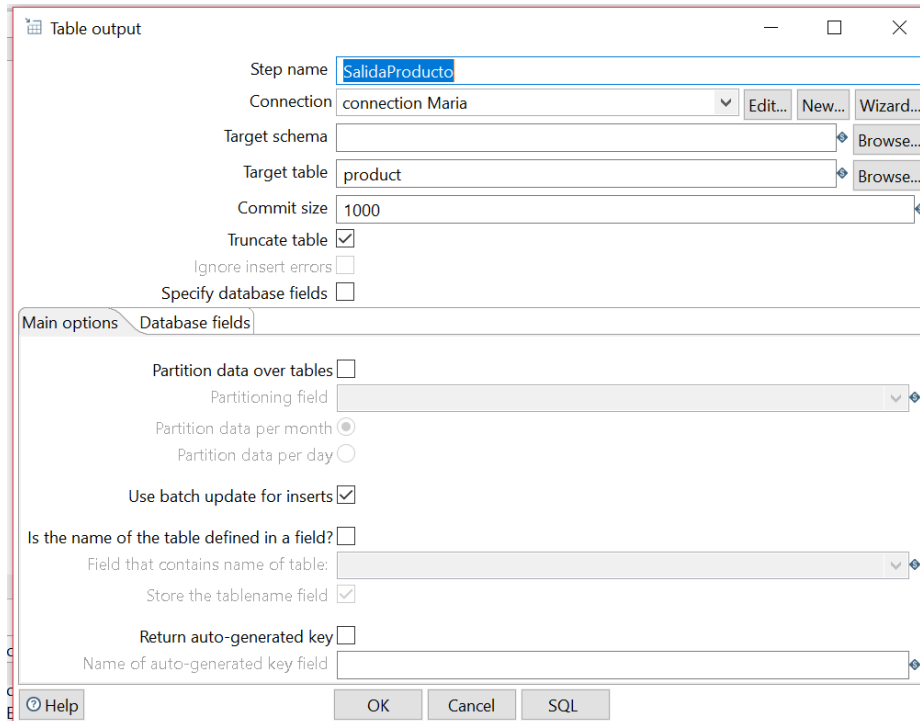 Table output
Step name SalidaProducto
Connection connection Maria Edit... New... Wizard...
Target schema Browse...
Target table product Browse...
Commit size 1000
Truncate table
Ignore insert errors
Specify database fields
Main options Database fields
Partition data over tables
Partitioning field
Partition data per month
Partition data per day
Use batch update for inserts
Is the name of the table defined in a field?
Field that contains name of table:
Store the tablename field
Return auto-generated key
Name of auto-generated key field
Help OK Cancel SQL